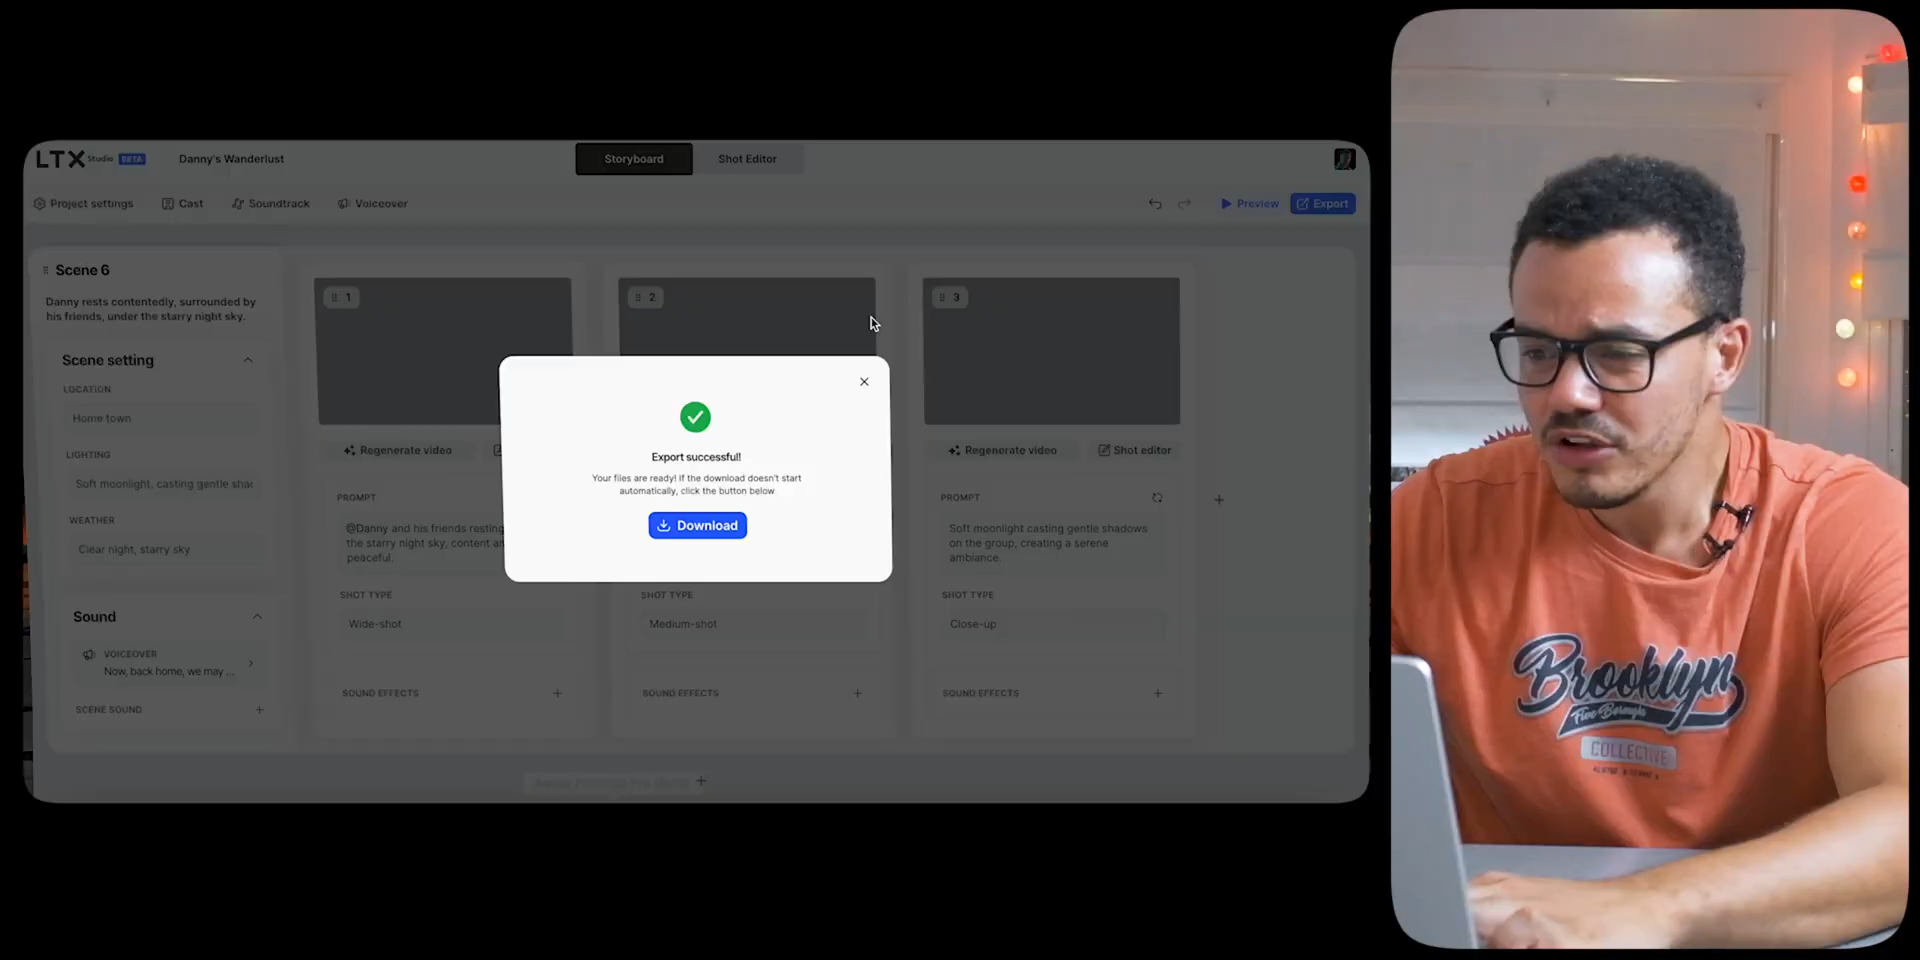 LTX Studio BETA
Danny's Wanderlust
Storyboard
Shot Editor
Project settings
Cast
Soundtrack
Voiceover
Preview
Export
Scene 6
Danny rests contentedly, surrounded by
his friends, under the starry night sky.
Scene setting
LOCATION
Home town
LIGHTING
Soft moonlight, casting gentle shac
WEATHER
Clear night, starry sky
Sound
VOICEOVER
Now, back home, we may ...
SCENE SOUND
1
Regenerate video
PROMPT
@Danny and his friends resting
the starry night sky, content an
peaceful.
SHOT TYPE
Wide-shot
SOUND EFFECTS
2
SHOT TYPE
Medium-shot
SOUND EFFECTS
3
Regenerate video
Shot editor
PROMPT
Soft moonlight casting gentle shadows
on the group, creating a serene
ambiance.
SHOT TYPE
Close-up
SOUND EFFECTS
Export successful!
Your files are ready! If the download doesn't start
automatically, click the button below
Download
Brooklyn
Five Boroughs
COLLECTIVE